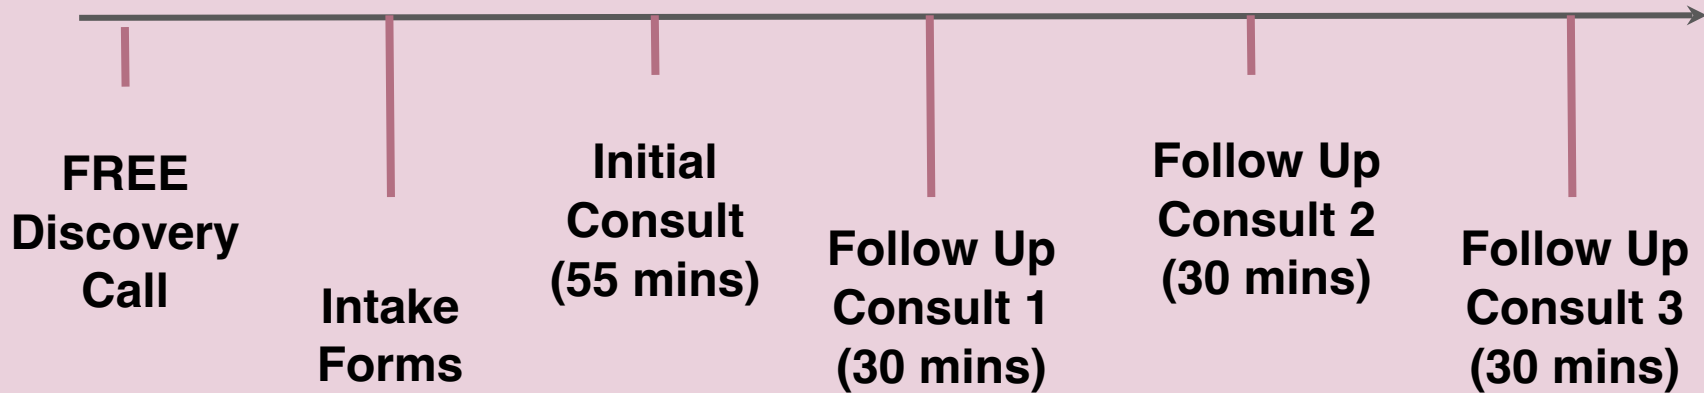 FREE
Discovery
Call
Intake
Forms
Initial
Consult
(55 mins)
Follow Up
Consult 1
(30 mins)
Follow Up
Consult 2
(30 mins)
Follow Up
Consult 3
(30 mins)